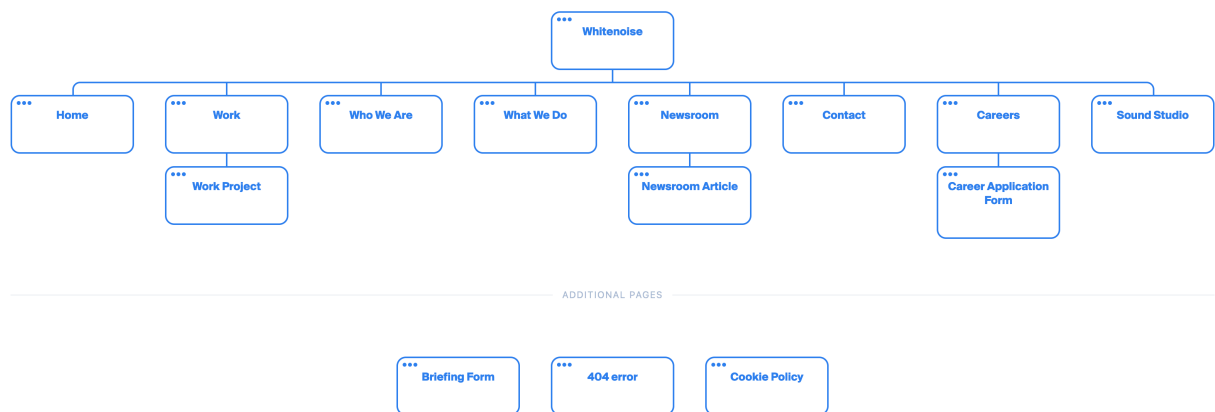 Whitenoise
Home
Work
Who We Are
What We Do
Newsroom
Contact
Careers
Sound Studio
Work Project
Newsroom Article
Career Application
Form
ADDITIONAL PAGES
Briefing Form
404 error
Cookie Policy